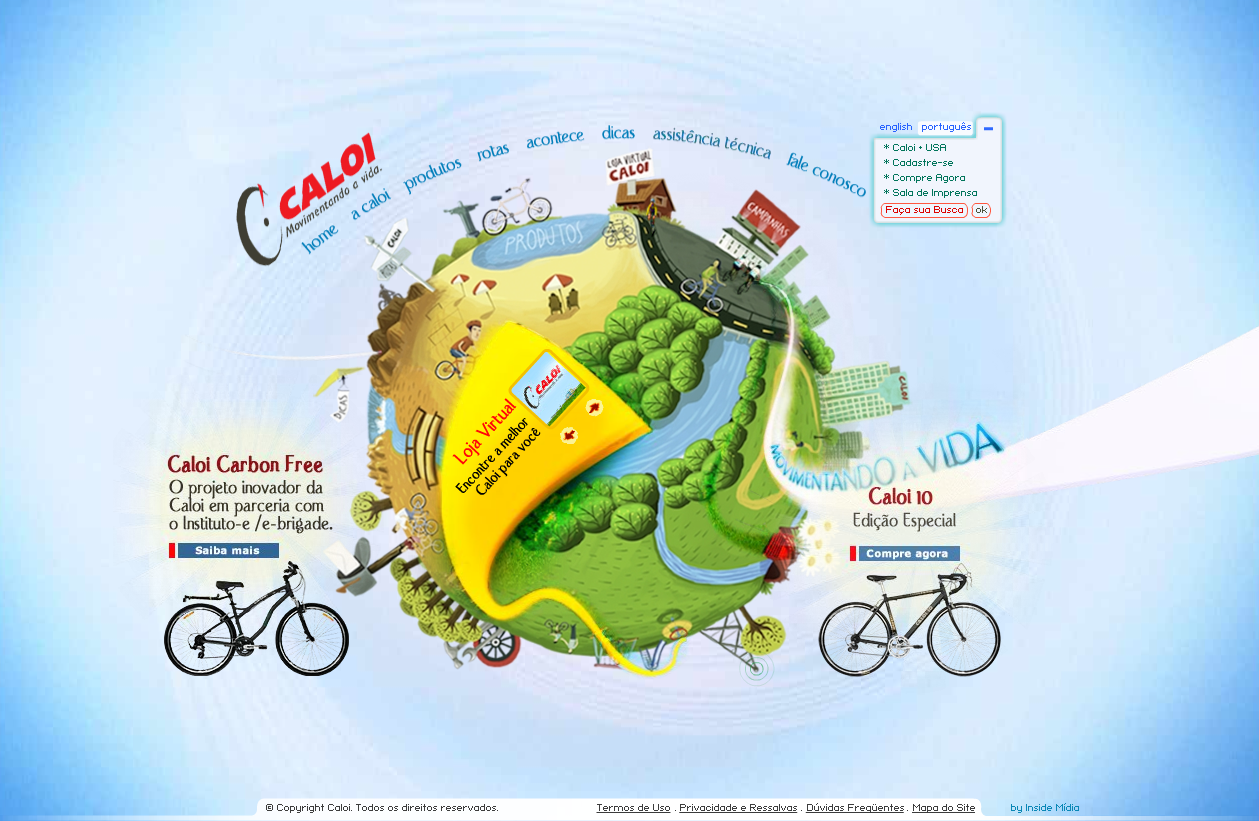 CALOI
Movimentando a vida.
home
a caloi
produtos
rotas
acontece
dicas
assistência técnica
fale conosco
english português
* Caloi + USA
* Cadastre-se
* Compre Agora
* Sala de Imprensa
Faça sua Busca ok
LOJA VIRTUAL
CALOI
CAMPANHAS
PRODUTOS
CALOI
ROTAS
DICAS
CALOI
CALOI
Loja Virtual
Encontre a melhor
Caloi para você
MOVIMENTANDO A VIDA
Caloi Carbon Free
O projeto inovador da
Caloi em parceria com
o Instituto-e /e-brigade.
Saiba mais
Caloi 10
Edição Especial
Compre agora
© Copyright Caloi. Todos os direitos reservados.
Termos de Uso . Privacidade e Ressalvas . Dúvidas Freqüentes . Mapa do Site
by Inside Mídia